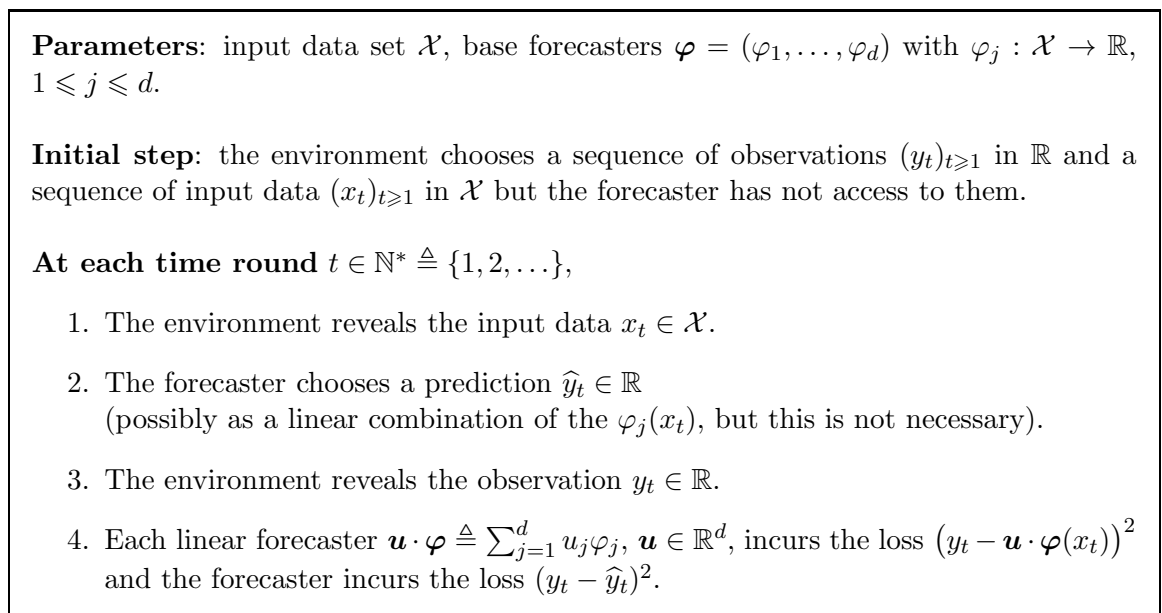 Parameters: input data set 𝒳, base forecasters 𝝋 = (φ₁, …, φ_d) with φ_j : 𝒳 → ℝ,
1 ⩽ j ⩽ d.
Initial step: the environment chooses a sequence of observations (y_t)_{t⩾1} in ℝ and a
sequence of input data (x_t)_{t⩾1} in 𝒳 but the forecaster has not access to them.
At each time round t ∈ ℕ* ≜ {1, 2, …},
1. The environment reveals the input data x_t ∈ 𝒳.
2. The forecaster chooses a prediction ŷ_t ∈ ℝ
(possibly as a linear combination of the φ_j(x_t), but this is not necessary).
3. The environment reveals the observation y_t ∈ ℝ.
4. Each linear forecaster 𝒖 · 𝝋 ≜ ∑_{j=1}^{d} u_jφ_j, 𝒖 ∈ ℝ^d, incurs the loss (y_t − 𝒖 · 𝝋(x_t))²
and the forecaster incurs the loss (y_t − ŷ_t)².